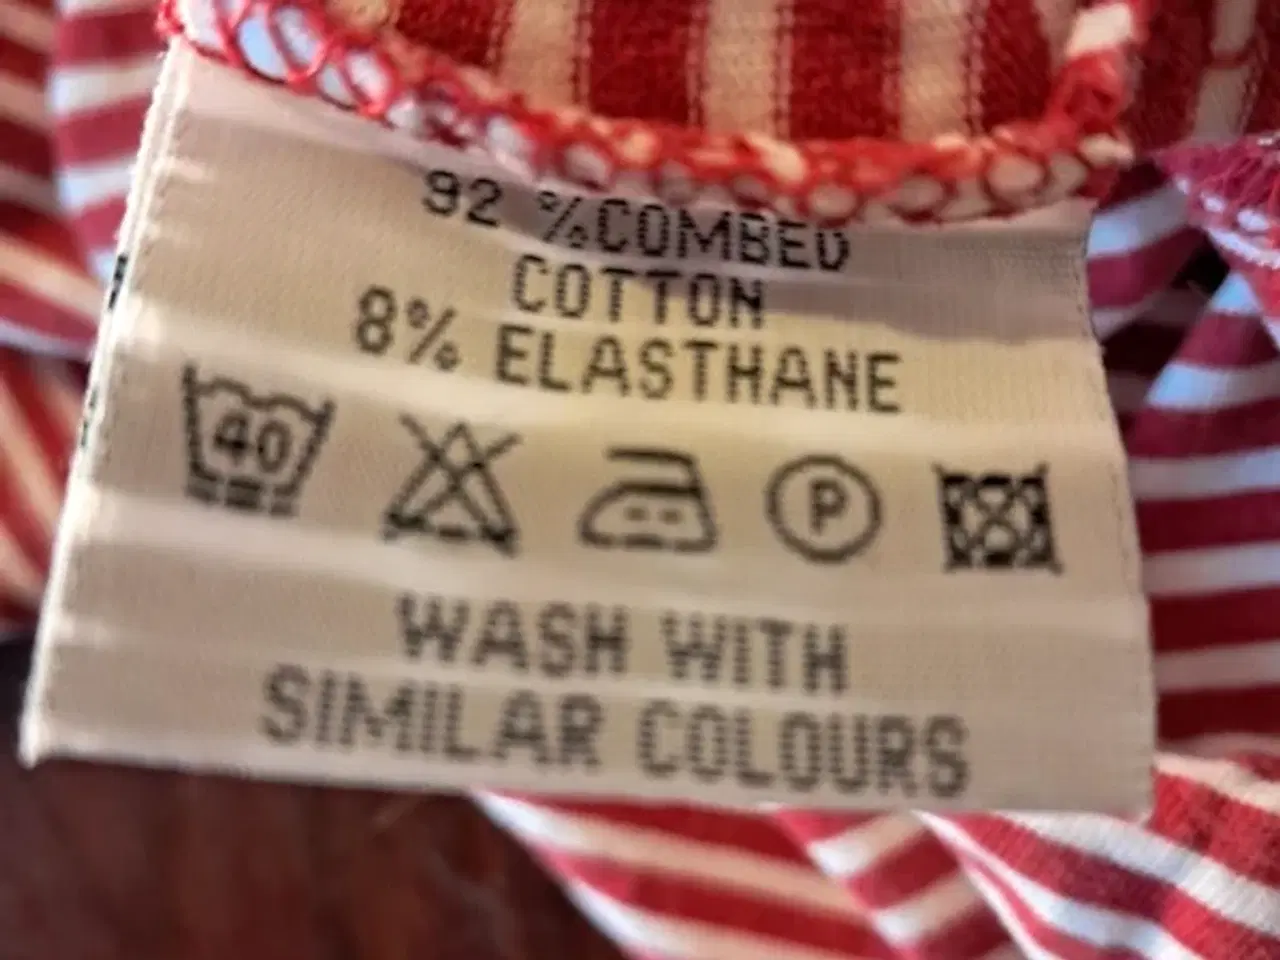 92 %COMBED
COTTON
8% ELASTHANE
40 P
WASH WITH
SIMILAR COLOURS